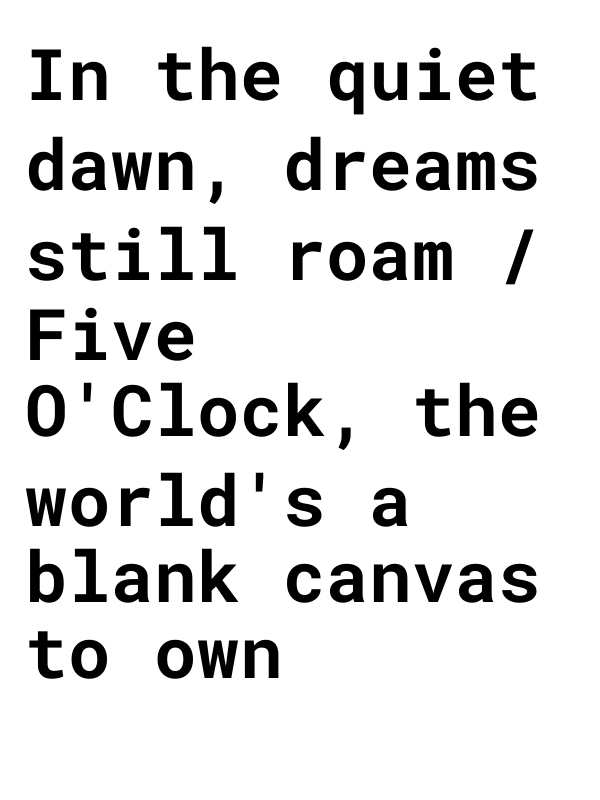 In the quiet
dawn, dreams
still roam /
Five
O'Clock, the
world's a
blank canvas
to own